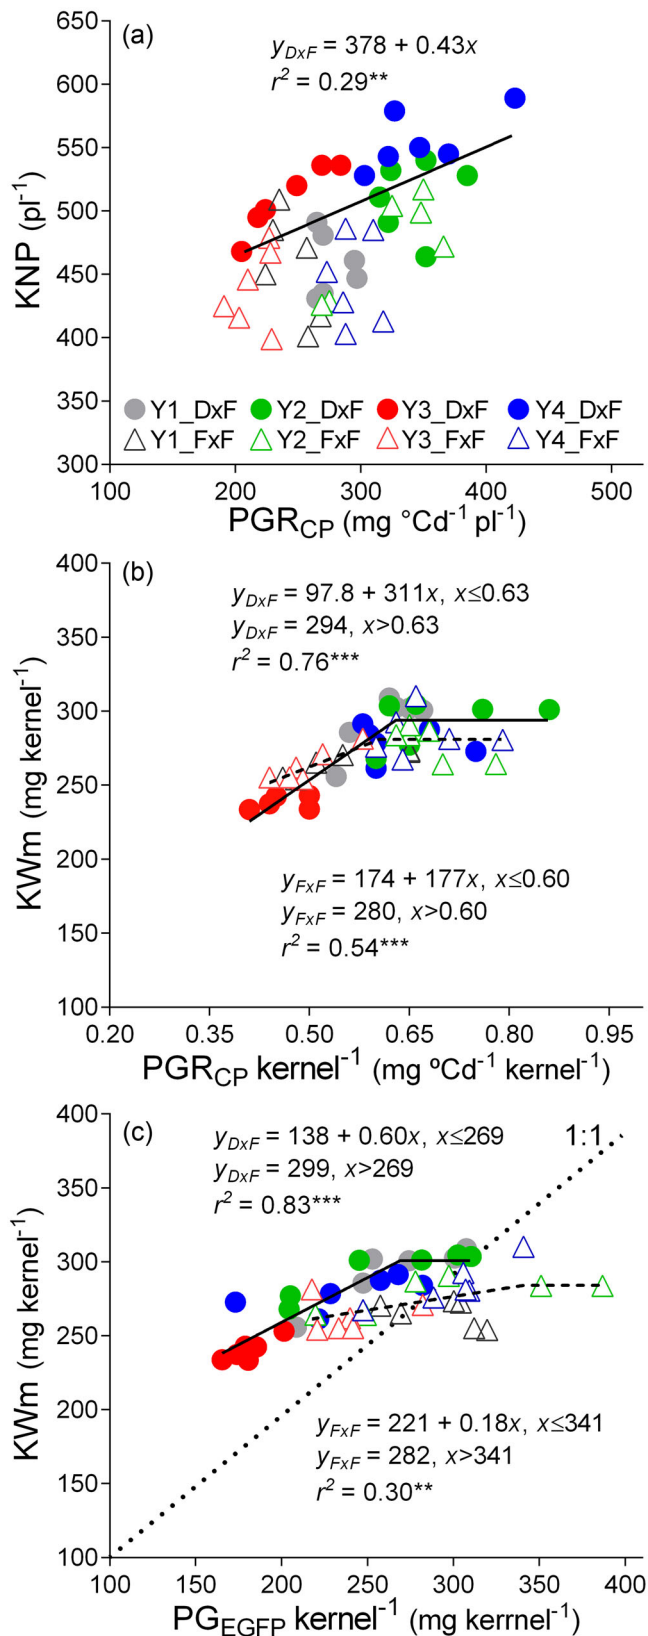 (a)
y_DxF = 378 + 0.43x
r² = 0.29**
650
600
550
500
450
400
350
300
KNP (pl⁻¹)
Y1_DxF Y2_DxF Y3_DxF Y4_DxF
Y1_FxF Y2_FxF Y3_FxF Y4_FxF
100 200 300 400 500
PGR_CP (mg °Cd⁻¹ pl⁻¹)
(b)
y_DxF = 97.8 + 311x, x≤0.63
y_DxF = 294, x>0.63
r² = 0.76***
400
350
300
250
200
150
100
KWm (mg kernel⁻¹)
y_FxF = 174 + 177x, x≤0.60
y_FxF = 280, x>0.60
r² = 0.54***
0.20 0.35 0.50 0.65 0.80 0.95
PGR_CP kernel⁻¹ (mg ºCd⁻¹ kernel⁻¹)
(c)
y_DxF = 138 + 0.60x, x≤269
y_DxF = 299, x>269
r² = 0.83***
1:1
400
350
300
250
200
150
100
KWm (mg kernel⁻¹)
y_FxF = 221 + 0.18x, x≤341
y_FxF = 282, x>341
r² = 0.30**
100 150 200 250 300 350 400
PG_EGFP kernel⁻¹ (mg kerrnel⁻¹)